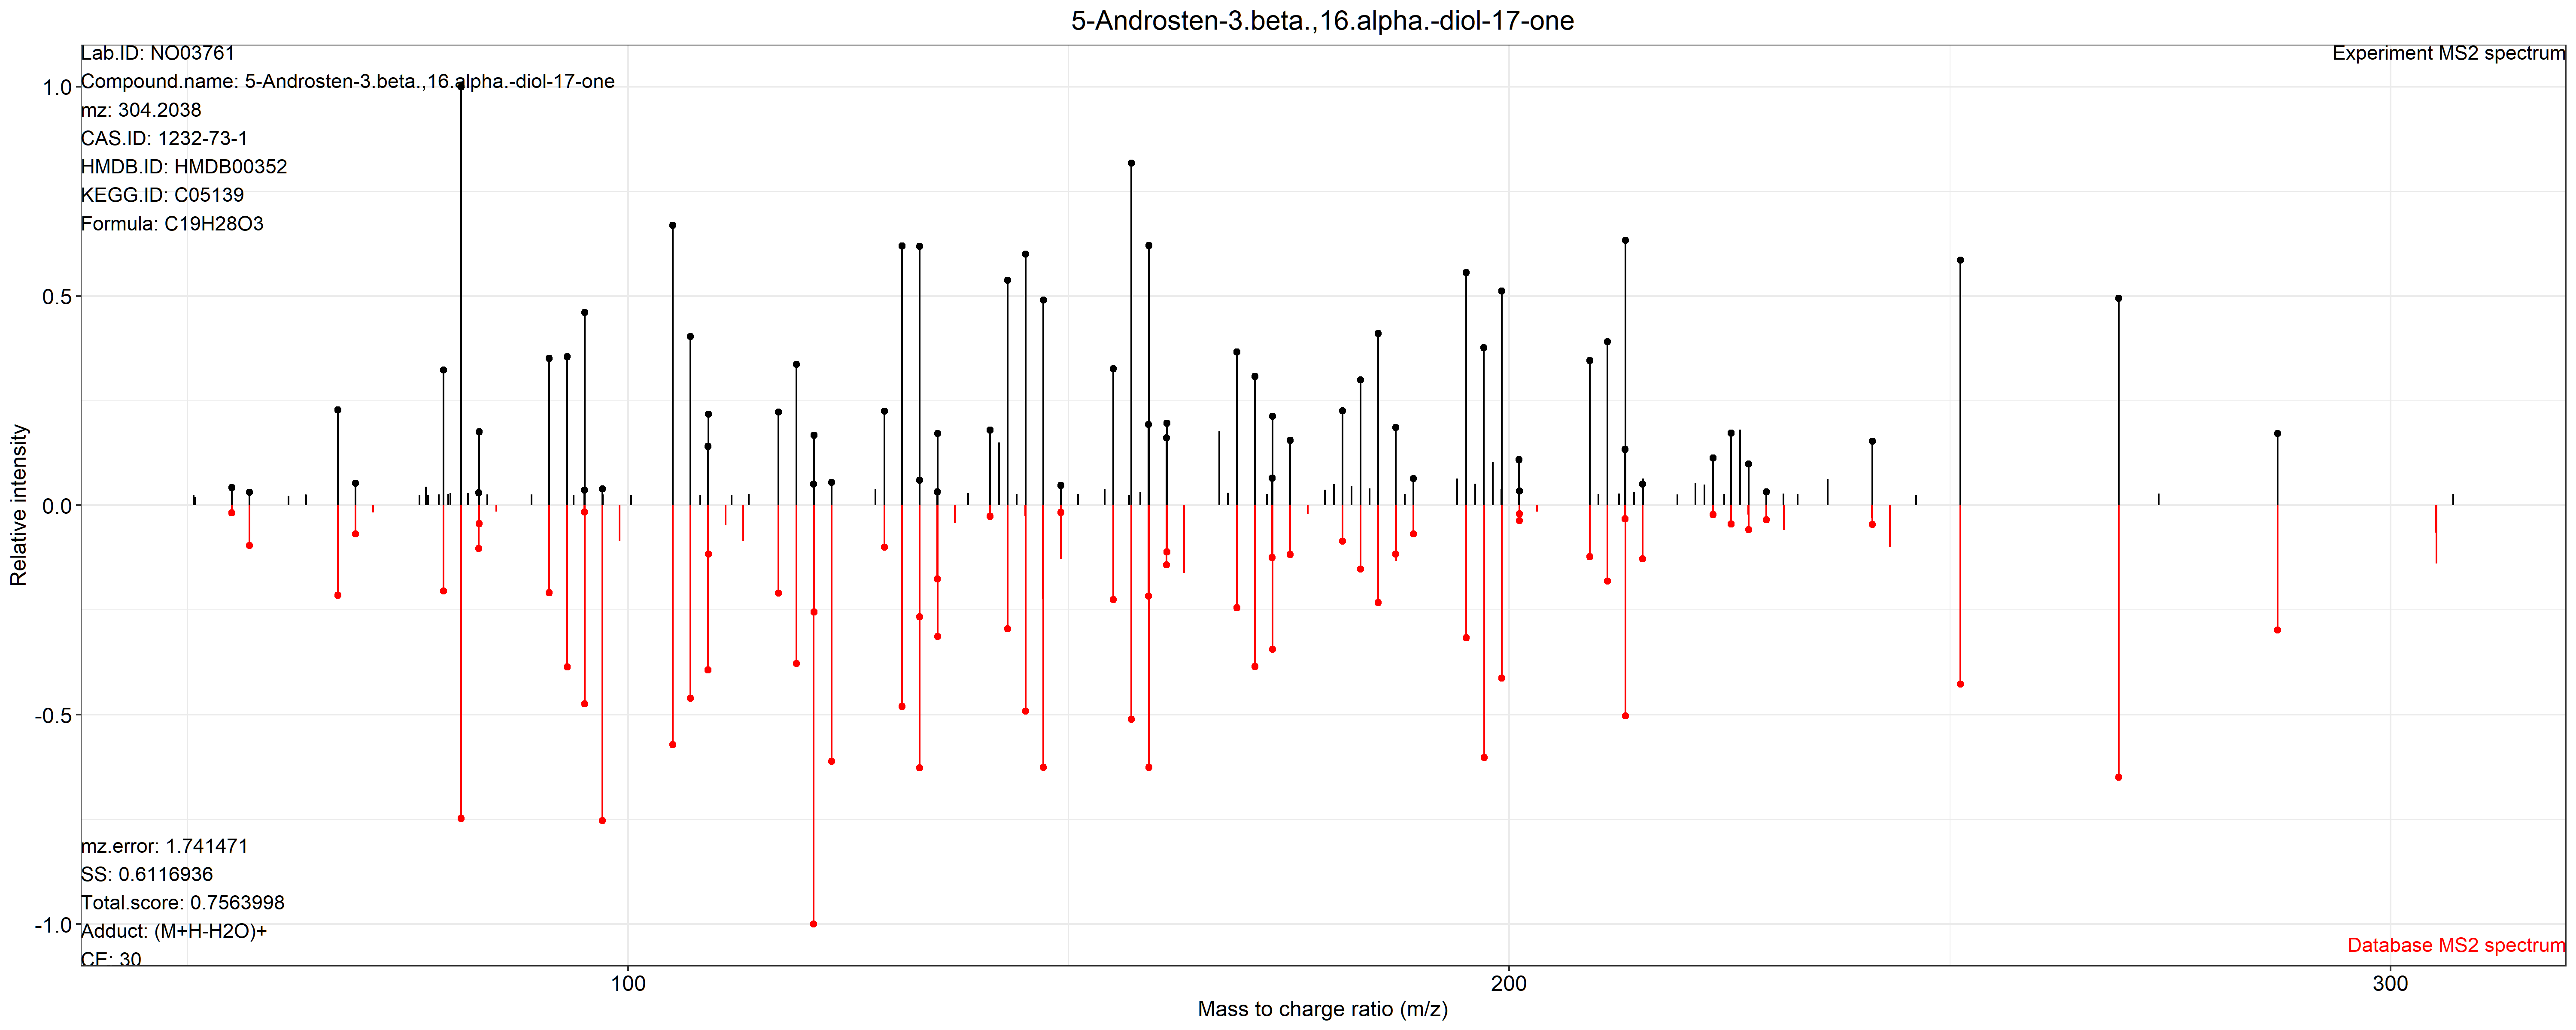 5-Androsten-3.beta.,16.alpha.-diol-17-one
Lab.ID: NO03761
Experiment MS2 spectrum
Compound.name: 5-Androsten-3.beta.,16.alpha.-diol-17-one
mz: 304.2038
CAS.ID: 1232-73-1
HMDB.ID: HMDB00352
KEGG.ID: C05139
Formula: C19H28O3
1.0
0.5
0.0
-0.5
-1.0
Relative intensity
mz.error: 1.741471
SS: 0.6116936
Total.score: 0.7563998
Adduct: (M+H-H2O)+
CE: 30
Database MS2 spectrum
100
200
300
Mass to charge ratio (m/z)